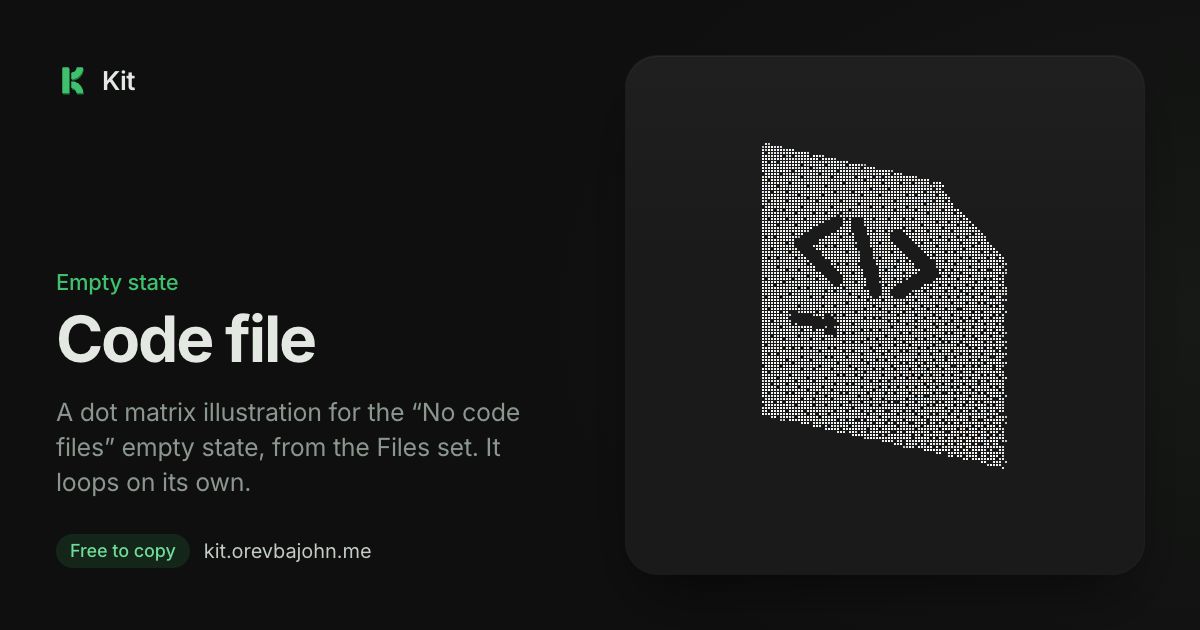 Kit
Empty state
Code file
A dot matrix illustration for the “No code
files” empty state, from the Files set. It
loops on its own.
Free to copy
kit.orevbajohn.me
<\>